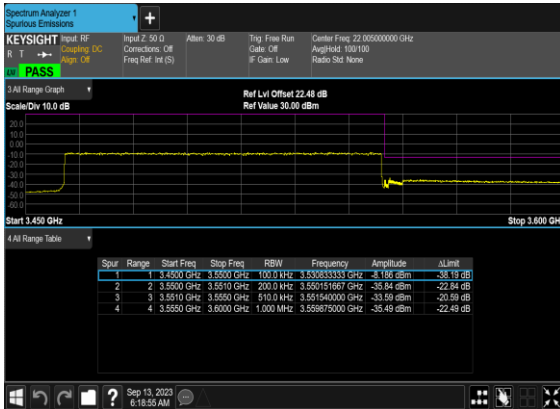 Spectrum Analyzer 1
Spurious Emissions
+
KEYSIGHT Input: RF Input Z: 50 Ω Atten: 30 dB Trig: Free Run Center Freq: 22.005000000 GHz
R T Coupling: DC Corrections: Off Gate: Off Avg|Hold: 100/100
Align: Off Freq Ref: Int (S) IF Gain: Low Radio Std: None
PASS
3 All Range Graph
Ref Lvl Offset 22.48 dB
Scale/Div 10.0 dB Ref Value 30.00 dBm
20.0
10.0
0.00
-10.0
-20.0
-30.0
-40.0
-50.0
-60.0
Start 3.450 GHz Stop 3.600 GH
4 All Range Table
Spur Range Start Freq Stop Freq RBW Frequency Amplitude ΔLimit
1 1 3.4500 GHz 3.5500 GHz 100.0 kHz 3.530833333 GHz -8.186 dBm -38.19 dB
2 2 3.5500 GHz 3.5510 GHz 200.0 kHz 3.550151667 GHz -35.84 dBm -22.84 dB
3 3 3.5510 GHz 3.5550 GHz 510.0 kHz 3.551540000 GHz -33.59 dBm -20.59 dB
4 4 3.5550 GHz 3.6000 GHz 1.000 MHz 3.559875000 GHz -35.49 dBm -22.49 dB
? Sep 13, 2023
6:18:55 AM